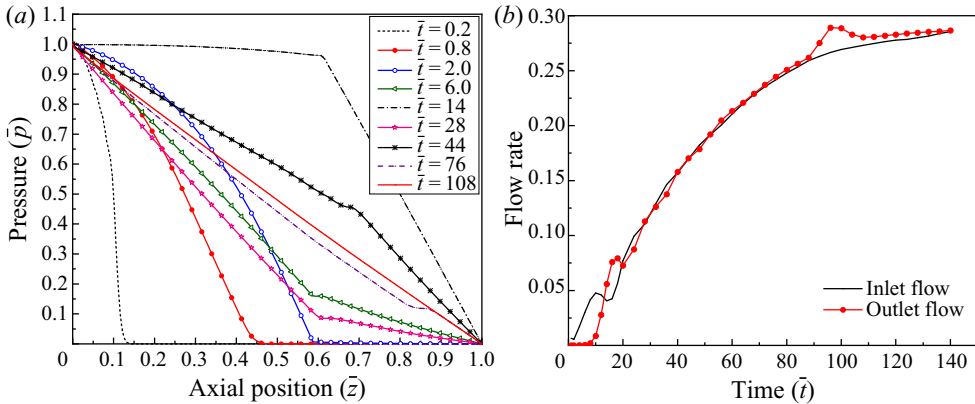 (a)
1.0
0.9
0.8
0.7
0.6
0.5
0.4
0.3
0.2
0.1
0 0.1 0.2 0.3 0.4 0.5 0.6 0.7 0.8 0.9 1.0
Pressure (p̄)
Axial position (z̄)
t̄ = 0.2
t̄ = 0.8
t̄ = 2.0
t̄ = 6.0
t̄ = 14
t̄ = 28
t̄ = 44
t̄ = 76
t̄ = 108
(b)
0.30
0.25
0.20
0.15
0.10
0.05
0 20 40 60 80 100 120 140
Flow rate
Time (t̄)
Inlet flow
Outlet flow